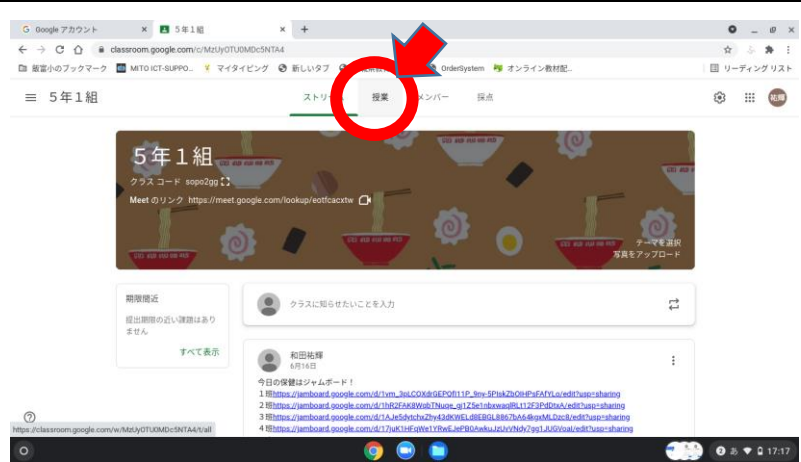 Google アカウント
5年1組
classroom.google.com/c/MzUyOTU0MDc5NTA4
飯富小のブックマーク
MITO ICT-SUPPO...
マイタイピング
新しいタブ
OrderSystem
オンライン教材配...
リーディング リスト
5年１組
ストリーム
授業
メンバー
採点
祐輝
5年１組
クラス コード sopo2gg
Meet のリンク https://meet.google.com/lookup/eotfcacxtw
テーマを選択
写真をアップロード
期限間近
提出期限の近い課題はあり
ません
すべて表示
クラスに知らせたいことを入力
和田祐輝
6月16日
今日の保健はジャムボード！
1 班https://jamboard.google.com/d/1vm_3pLCOXdrGEPQfl11P_9ny-5PIskZbOIHPsFAfYLo/edit?usp=sharing
2 班https://jamboard.google.com/d/1hR2FAK8WqbTNuqe_gj1Z5e1nbxwaqlRLt12F3PdDtxA/edit?usp=sharing
3 班https://jamboard.google.com/d/1AJe5dytchxZhy43dKWELd8EBGL8867bA64kgxMLDzc8/edit?usp=sharing
4 班https://jamboard.google.com/d/17juK1HFqWe1YRwEJePB0AwkuJzUvVNdy7gg1JUGVoaU/edit?usp=sharing
https://classroom.google.com/w/MzUyOTU0MDc5NTA4/t/all
あ
17:17